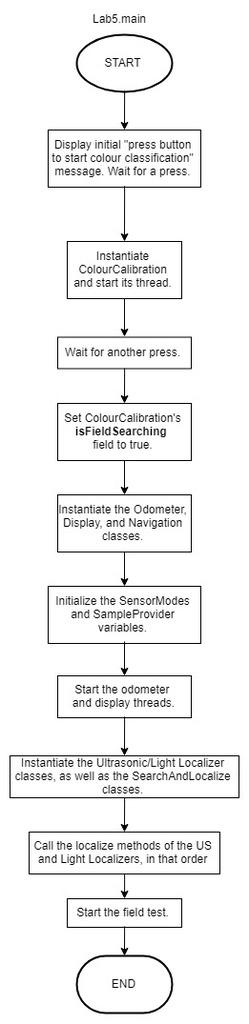 Lab5.main
START
Display initial "press button
to start colour classification"
message. Wait for a press.
Instantiate
ColourCalibration
and start its thread.
Wait for another press.
Set ColourCalibration's
isFieldSearching
field to true.
Instantiate the Odometer,
Display, and Navigation
classes.
Initialize the SensorModes
and SampleProvider
variables.
Start the odometer
and display threads.
Instantiate the Ultrasonic/Light Localizer
classes, as well as the SearchAndLocalize
classes.
Call the localize methods of the US
and Light Localizers, in that order
Start the field test.
END